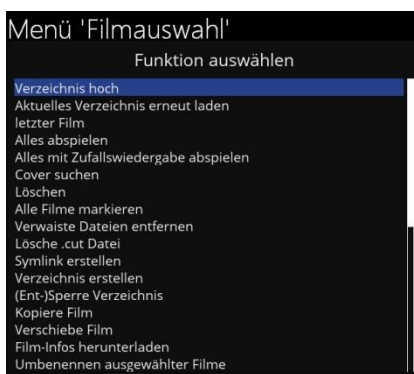 Menü 'Filmauswahl'
Funktion auswählen
Verzeichnis hoch
Aktuelles Verzeichnis erneut laden
letzter Film
Alles abspielen
Alles mit Zufallswiedergabe abspielen
Cover suchen
Löschen
Alle Filme markieren
Verwaiste Dateien entfernen
Lösche .cut Datei
Symlink erstellen
Verzeichnis erstellen
(Ent-)Sperre Verzeichnis
Kopiere Film
Verschiebe Film
Film-Infos herunterladen
Umbenennen ausgewählter Filme